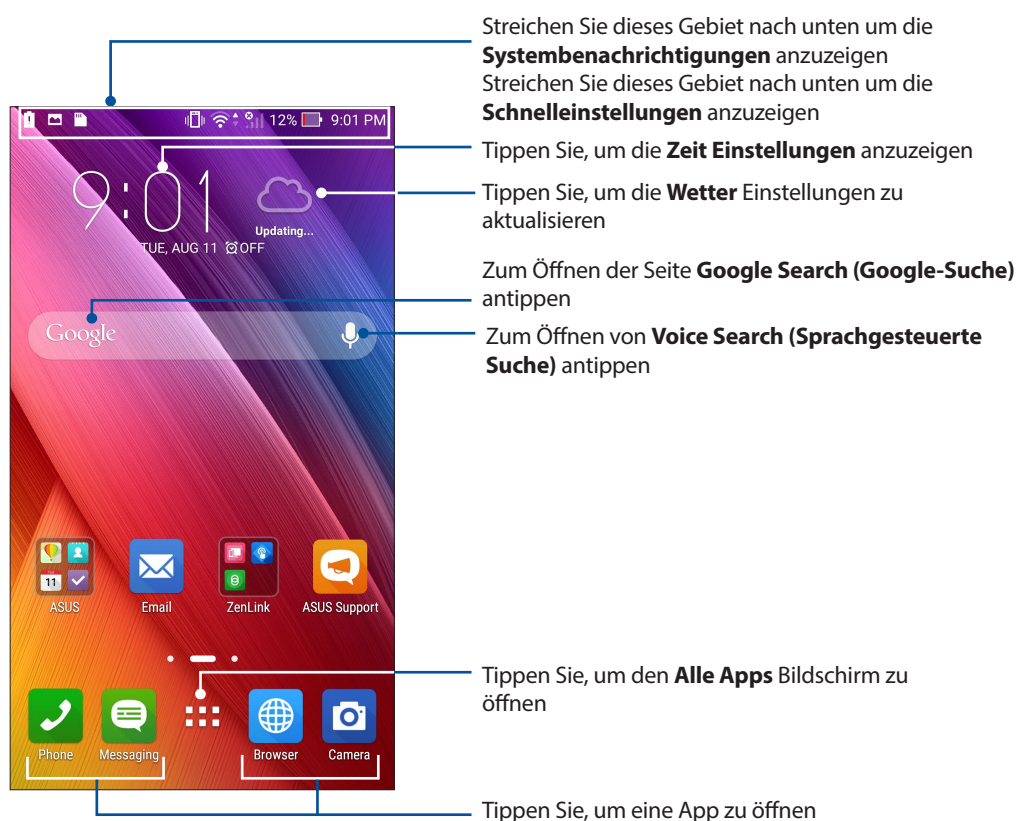 Streichen Sie dieses Gebiet nach unten um die
Systembenachrichtigungen anzuzeigen
Streichen Sie dieses Gebiet nach unten um die
Schnelleinstellungen anzuzeigen
12% 9:01 PM
Tippen Sie, um die Zeit Einstellungen anzuzeigen
9:01
Tippen Sie, um die Wetter Einstellungen zu
aktualisieren
Updating...
TUE, AUG 11 OFF
Zum Öffnen der Seite Google Search (Google-Suche)
antippen
Google
Zum Öffnen von Voice Search (Sprachgesteuerte
Suche) antippen
11
ASUS
Email
ZenLink
ASUS Support
Tippen Sie, um den Alle Apps Bildschirm zu
öffnen
Phone
Messaging
Browser
Camera
Tippen Sie, um eine App zu öffnen